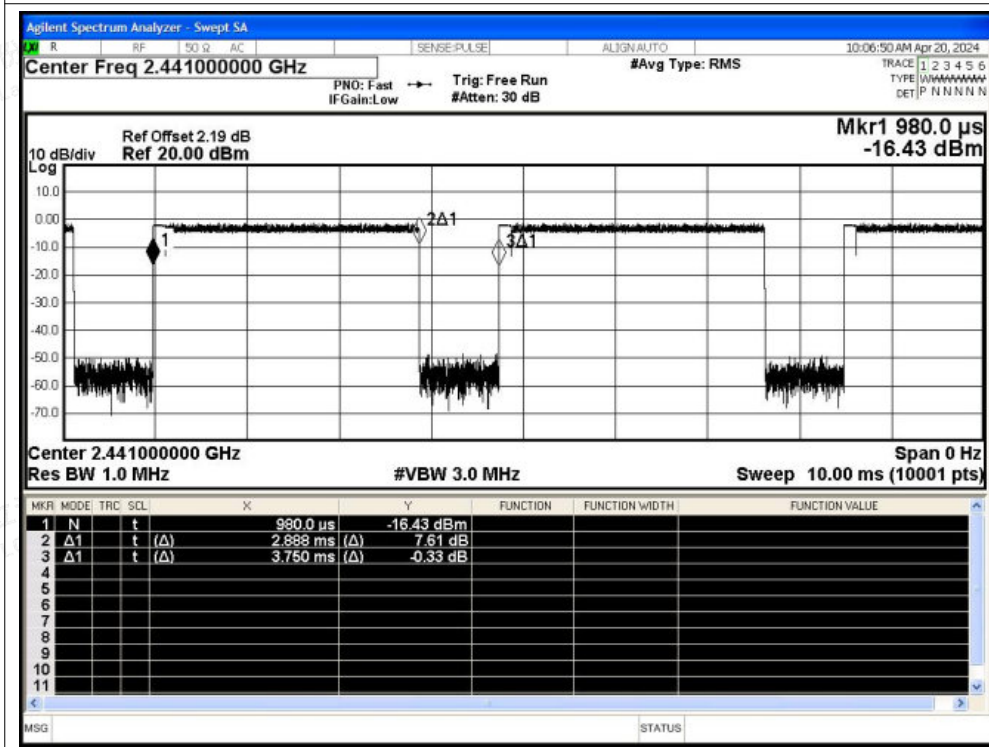 Agilent Spectrum Analyzer - Swept SA
R RF 50 Ω AC SENSE:PULSE ALIGN AUTO 10:06:50 AM Apr 20, 2024
Center Freq 2.441000000 GHz #Avg Type: RMS TRACE 1 2 3 4 5 6
PNO: Fast Trig: Free Run TYPE WWWWWW
IFGain:Low #Atten: 30 dB DET P N N N N N
Mkr1 980.0 µs
Ref Offset 2.19 dB
10 dB/div Ref 20.00 dBm -16.43 dBm
Log
10.0
0.00
2Δ1
1
3Δ1
-10.0
-20.0
-30.0
-40.0
-50.0
-60.0
-70.0
Center 2.441000000 GHz Span 0 Hz
Res BW 1.0 MHz #VBW 3.0 MHz Sweep 10.00 ms (10001 pts)
MKR MODE TRC SCL X Y FUNCTION FUNCTION WIDTH FUNCTION VALUE
1 N t 980.0 µs -16.43 dBm
2 Δ1 t (Δ) 2.888 ms (Δ) 7.61 dB
3 Δ1 t (Δ) 3.750 ms (Δ) -0.33 dB
4
5
6
7
8
9
10
11
MSG STATUS